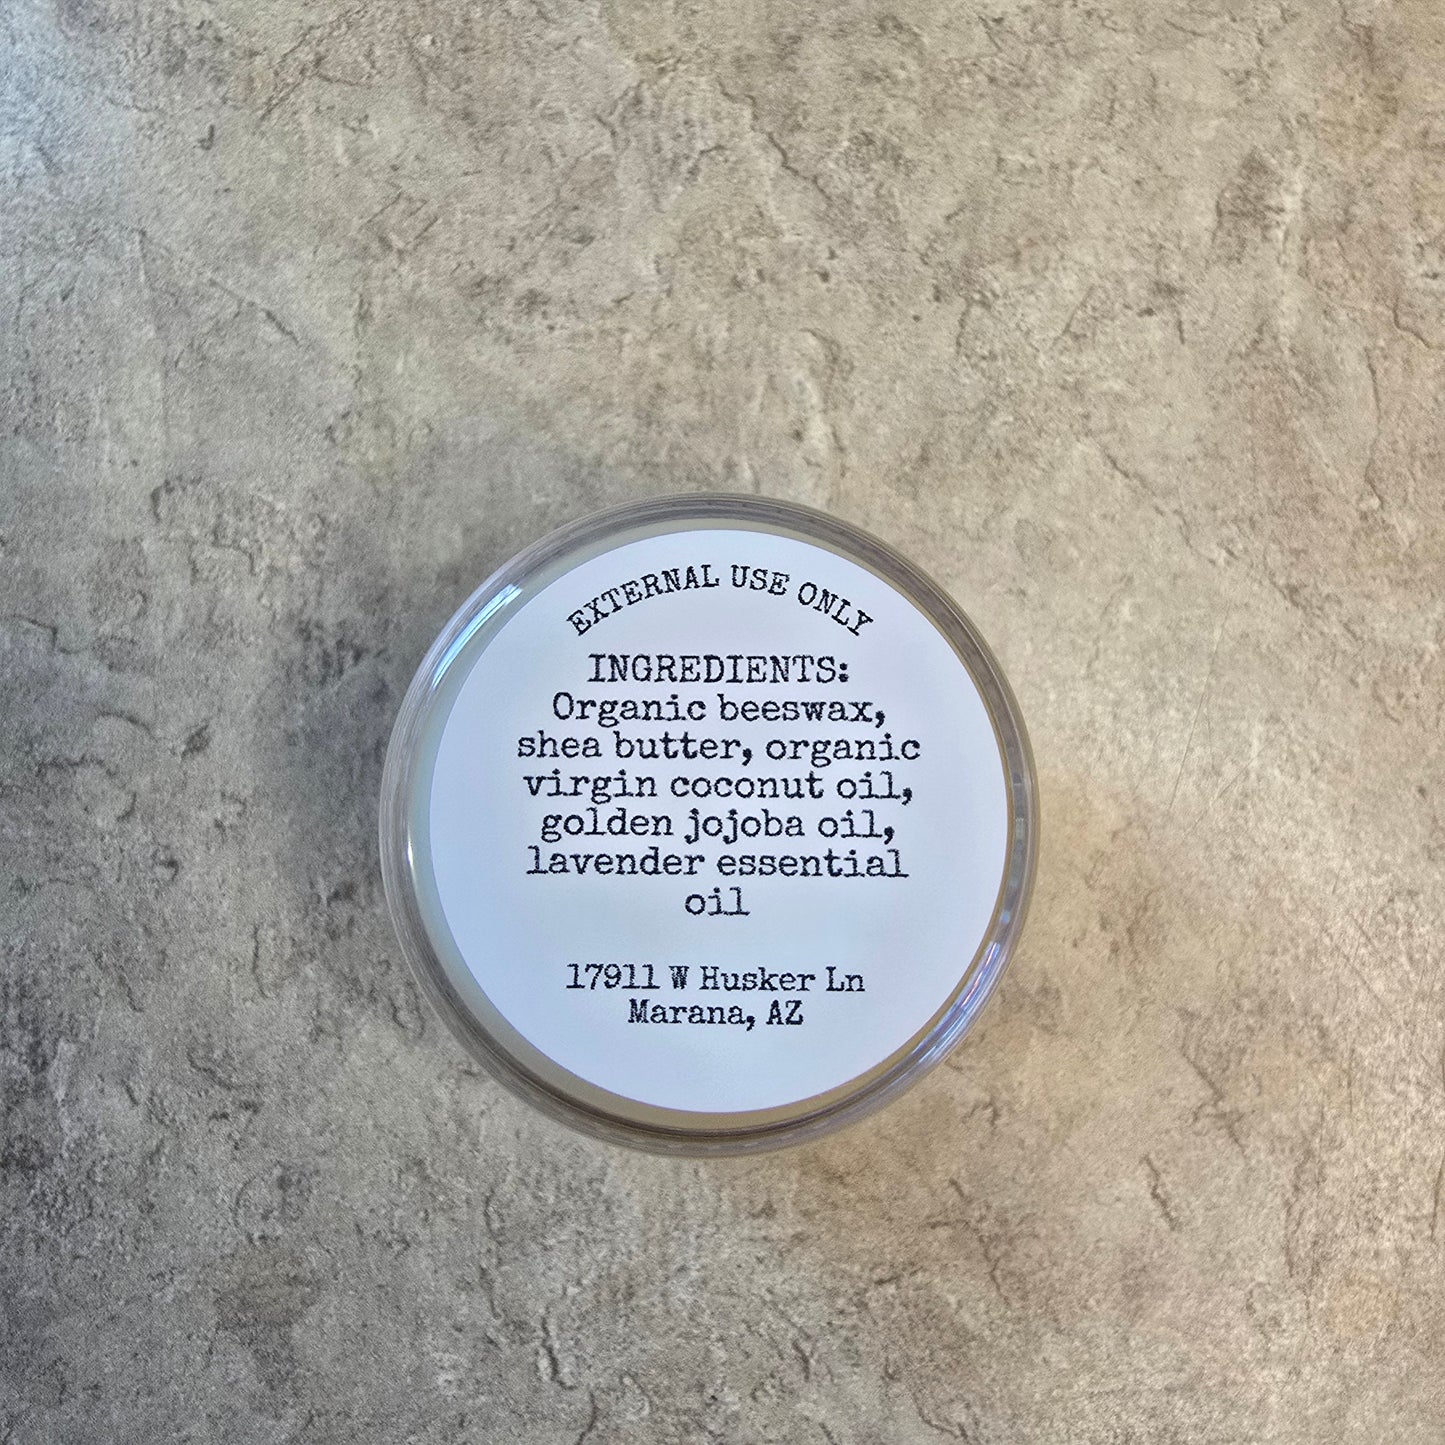 EXTERNAL USE ONLY
INGREDIENTS:
Organic beeswax,
shea butter, organic
virgin coconut oil,
golden jojoba oil,
lavender essential
oil
17911 W Husker Ln
Marana, AZ